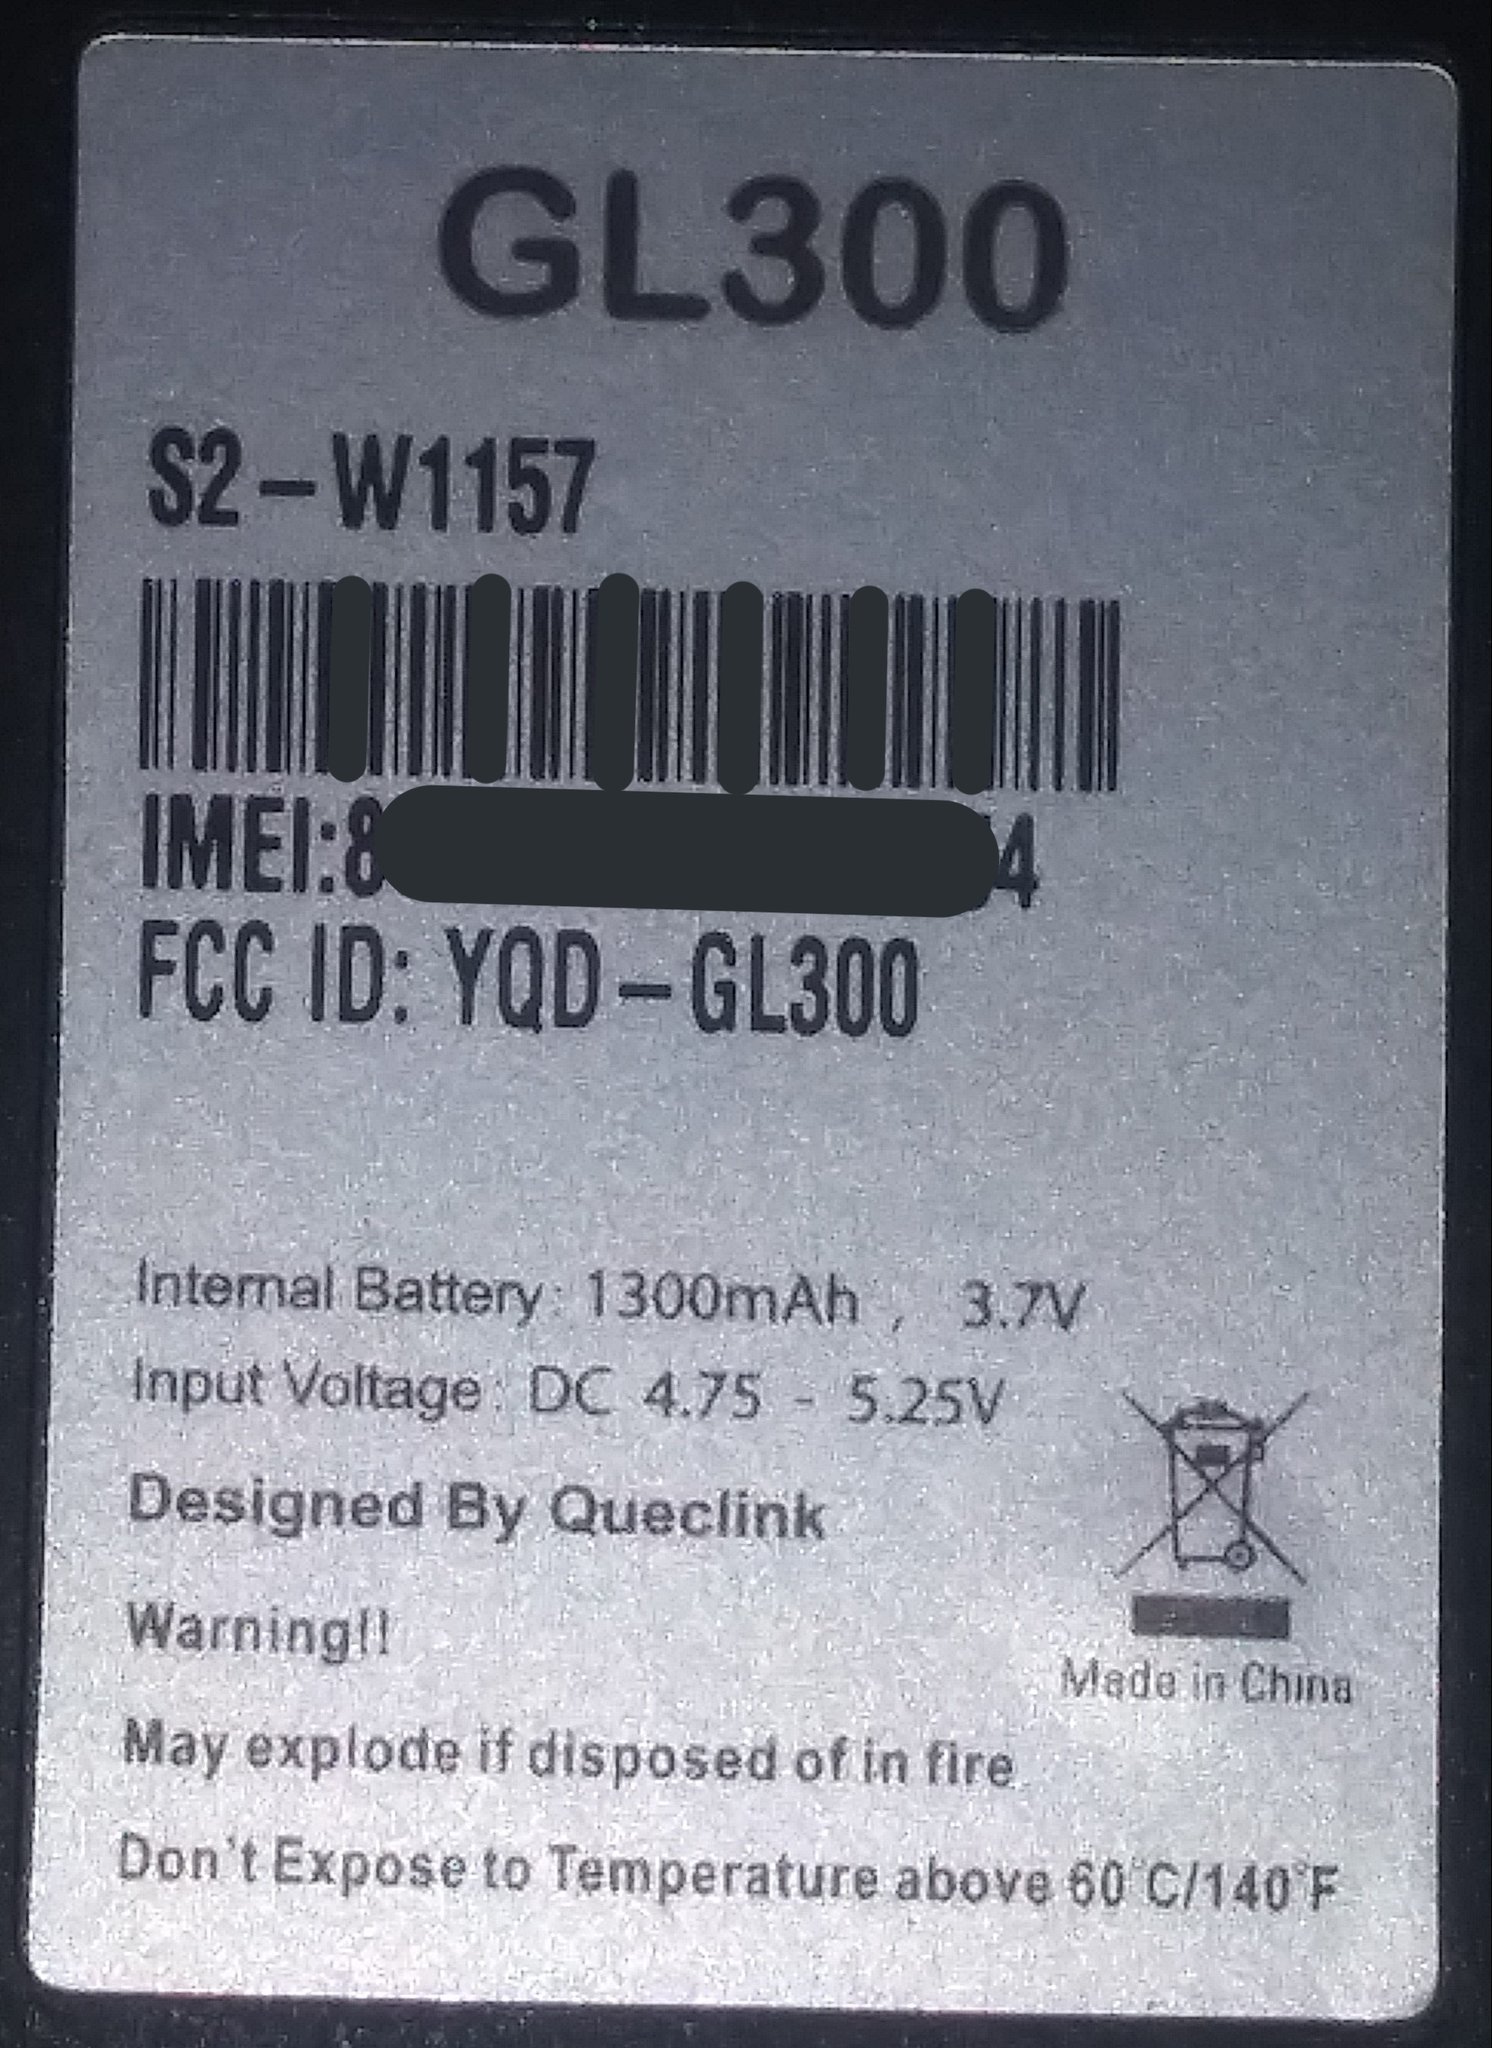 GL300
S2-W1157
IMEI:8 4
FCC ID: YQD-GL300
Internal Battery: 1300mAh , 3.7V
Input Voltage: DC 4.75 - 5.25V
Designed By Queclink
Warning!!
Made in China
May explode if disposed of in fire
Don't Expose to Temperature above 60°C/140°F